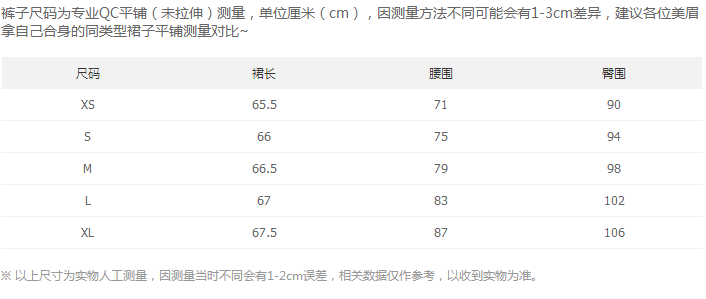 裤子尺码为专业QC平铺（未拉伸）测量，单位厘米（cm），因测量方法不同可能会有1-3cm差异，建议各位美眉
拿自己合身的同类型裙子平铺测量对比~
尺码 裙长 腰围 臀围
XS 65.5 71 90
S 66 75 94
M 66.5 79 98
L 67 83 102
XL 67.5 87 106
※ 以上尺寸为实物人工测量，因测量当时不同会有1-2cm误差，相关数据仅作参考，以收到实物为准。